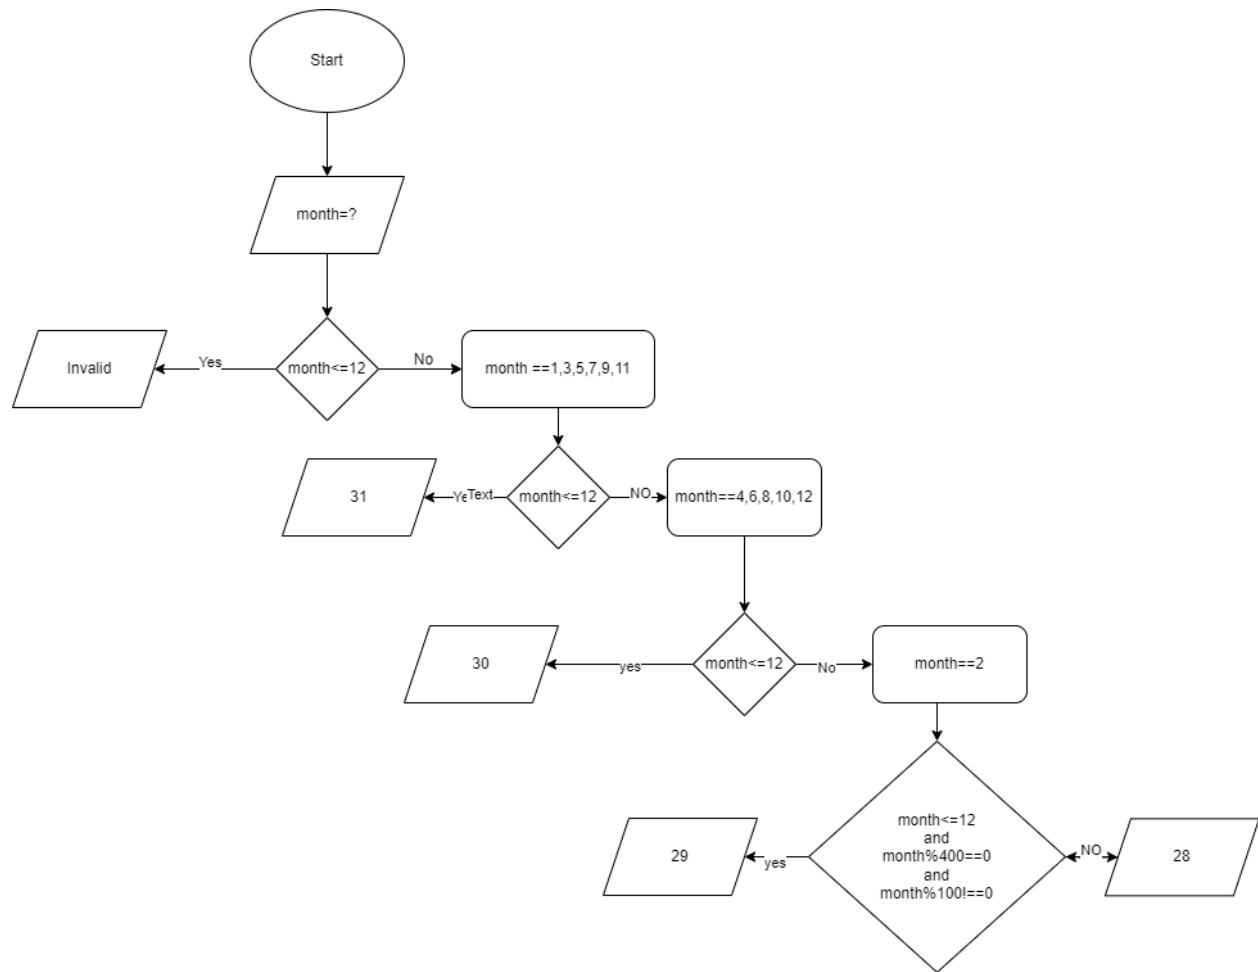 Start
month=?
Invalid
Yes
month<=12
No
month ==1,3,5,7,9,11
31
Text
month<=12
NO
month==4,6,8,10,12
30
yes
month<=12
No
month==2
29
yes
month<=12
and
month%400==0
and
month%100!==0
NO
28